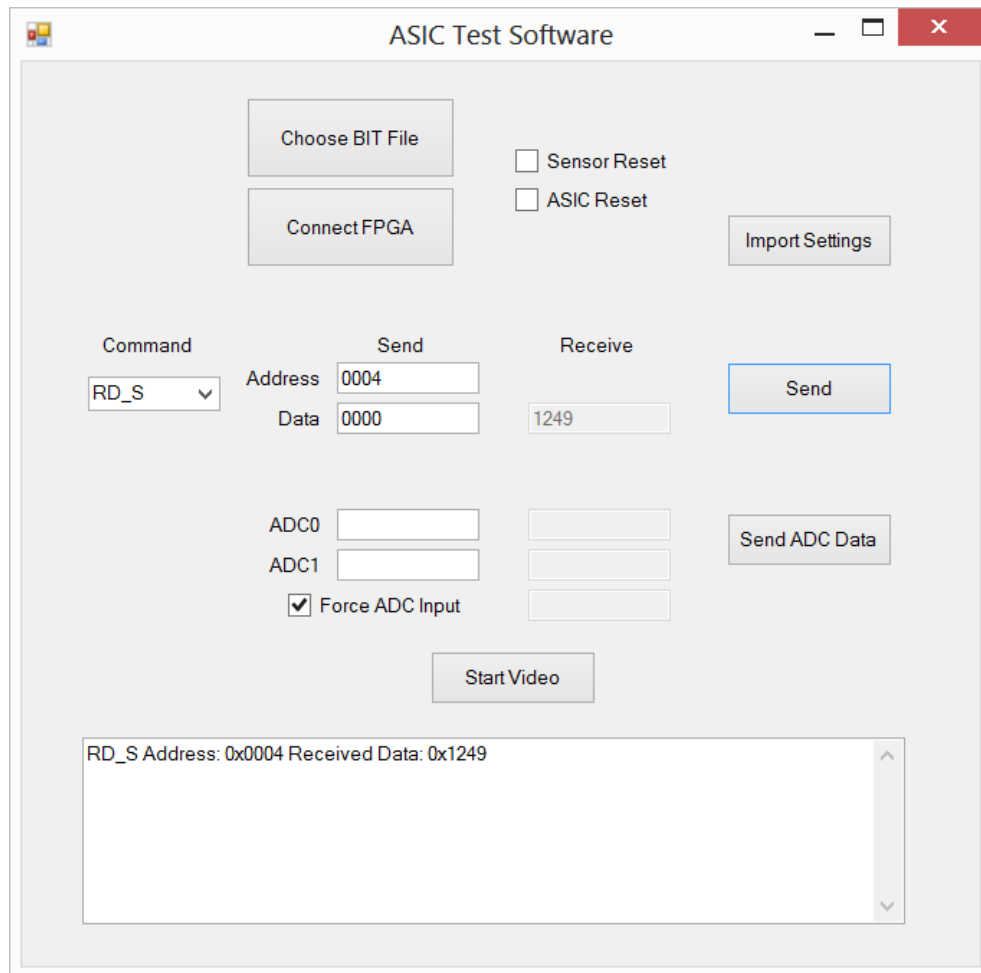 ASIC Test Software
Choose BIT File
Sensor Reset
ASIC Reset
Connect FPGA
Import Settings
Command
Send
Receive
RD_S
Address 0004
Send
Data 0000
1249
ADC0
Send ADC Data
ADC1
Force ADC Input
Start Video
RD_S Address: 0x0004 Received Data: 0x1249